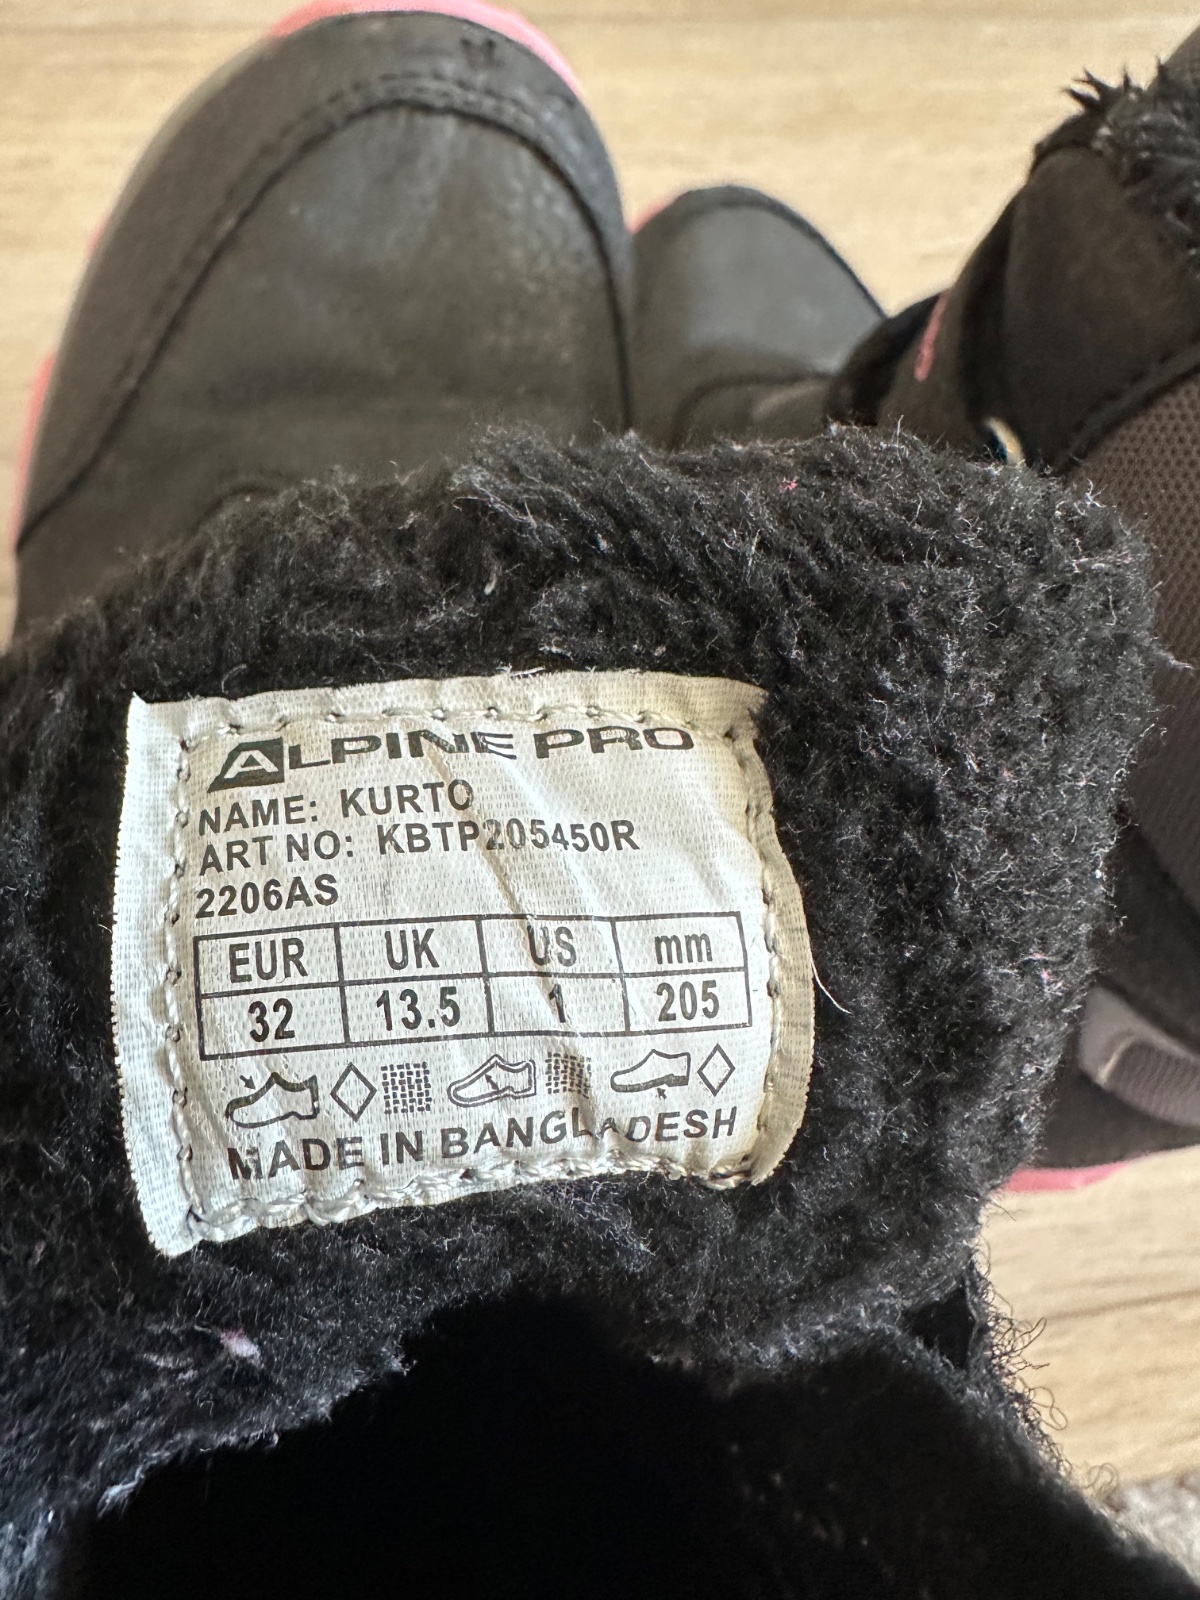 ALPINE PRO
NAME: KURTO
ART NO: KBTP205450R
2206AS
EUR UK US mm
32 13.5 1 205
MADE IN BANGLADESH